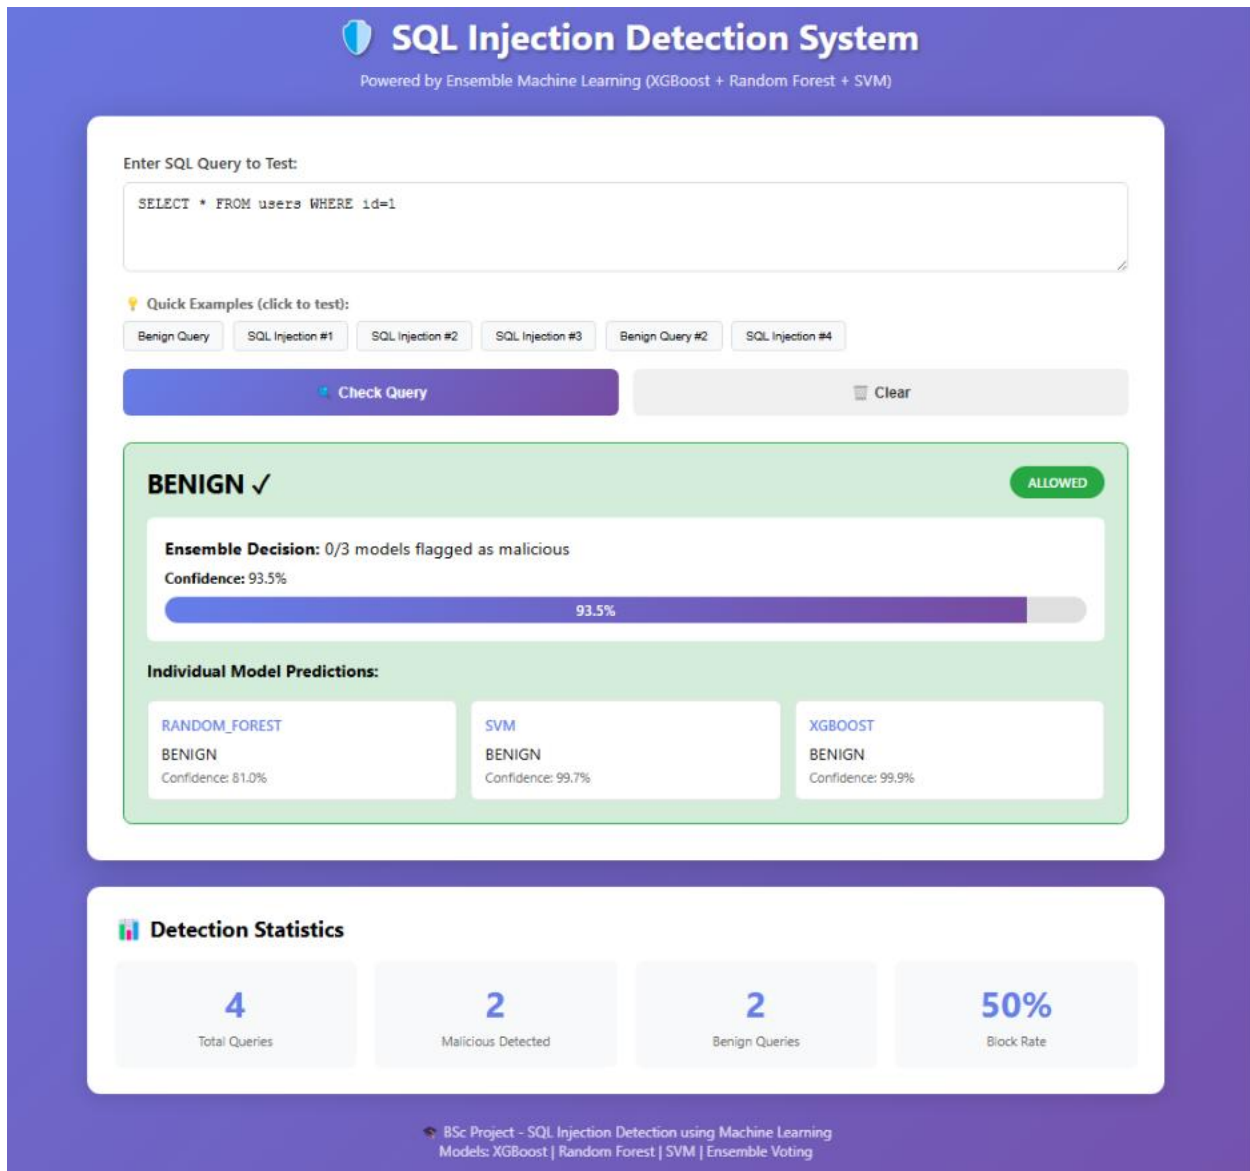 SQL Injection Detection System
Powered by Ensemble Machine Learning (XGBoost + Random Forest + SVM)
Enter SQL Query to Test:
SELECT * FROM users WHERE id=1
Quick Examples (click to test):
Benign Query
SQL Injection #1
SQL Injection #2
SQL Injection #3
Benign Query #2
SQL Injection #4
Check Query
Clear
BENIGN ✓
ALLOWED
Ensemble Decision: 0/3 models flagged as malicious
Confidence: 93.5%
93.5%
Individual Model Predictions:
RANDOM_FOREST
BENIGN
Confidence: 81.0%
SVM
BENIGN
Confidence: 99.7%
XGBOOST
BENIGN
Confidence: 99.9%
Detection Statistics
4
Total Queries
2
Malicious Detected
2
Benign Queries
50%
Block Rate
BSc Project - SQL Injection Detection using Machine Learning
Models: XGBoost | Random Forest | SVM | Ensemble Voting